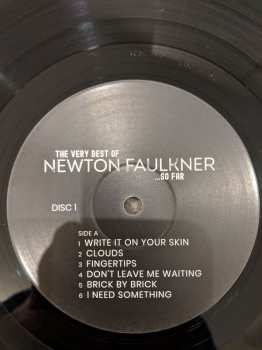 THE VERY BEST OF
NEWTON FAULKNER
...SO FAR
DISC 1
SIDE A
1 WRITE IT ON YOUR SKIN
2 CLOUDS
3 FINGERTIPS
4 DON'T LEAVE ME WAITING
5 BRICK BY BRICK
6 I NEED SOMETHING